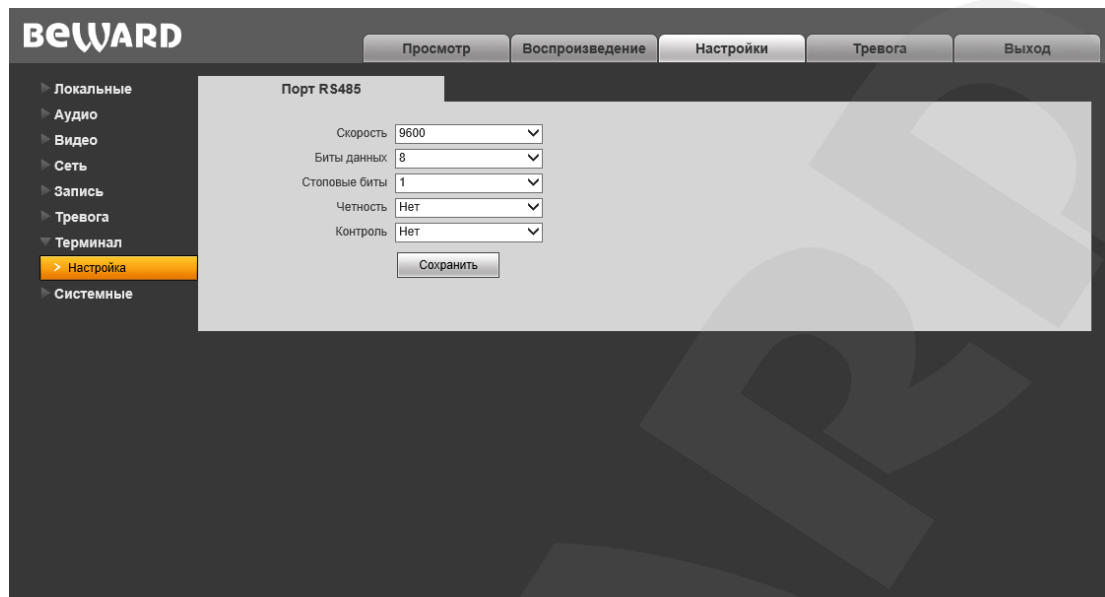 BEWARD
Просмотр Воспроизведение Настройки Тревога Выход
Локальные
Аудио
Видео
Сеть
Запись
Тревога
Терминал
> Настройка
Системные
Порт RS485
Скорость 9600
Биты данных 8
Стоповые биты 1
Четность Нет
Контроль Нет
Сохранить